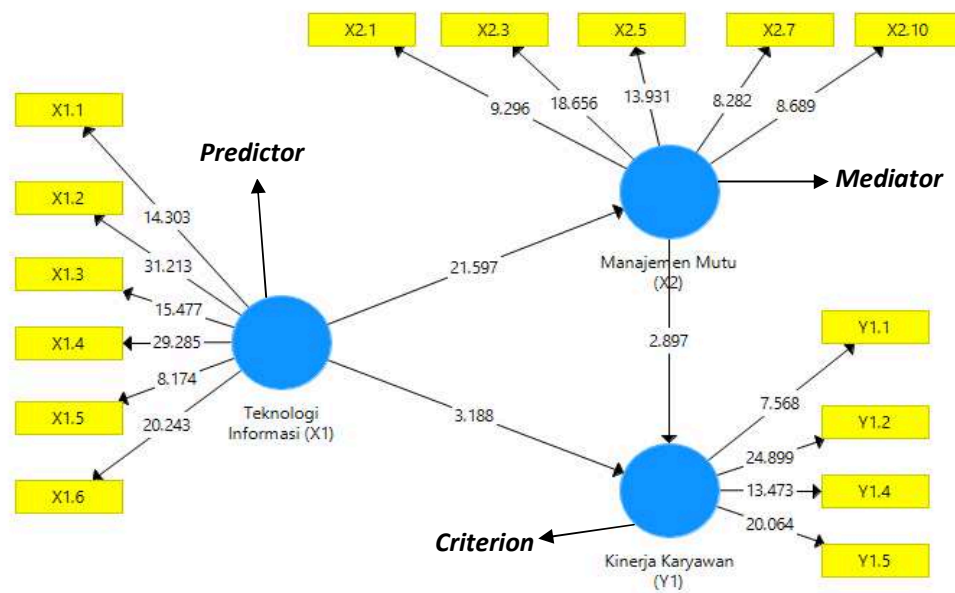 X2.1
X2.3
X2.5
X2.7
X2.10
9.296
18.656
13.931
8.282
8.689
X1.1
X1.2
X1.3
X1.4
X1.5
X1.6
Predictor
14.303
31.213
15.477
29.285
8.174
20.243
Teknologi
Informasi (X1)
21.597
3.188
Mediator
Manajemen Mutu
(X2)
2.897
Y1.1
Y1.2
Y1.4
Y1.5
7.568
24.899
13.473
20.064
Criterion
Kinerja Karyawan
(Y1)